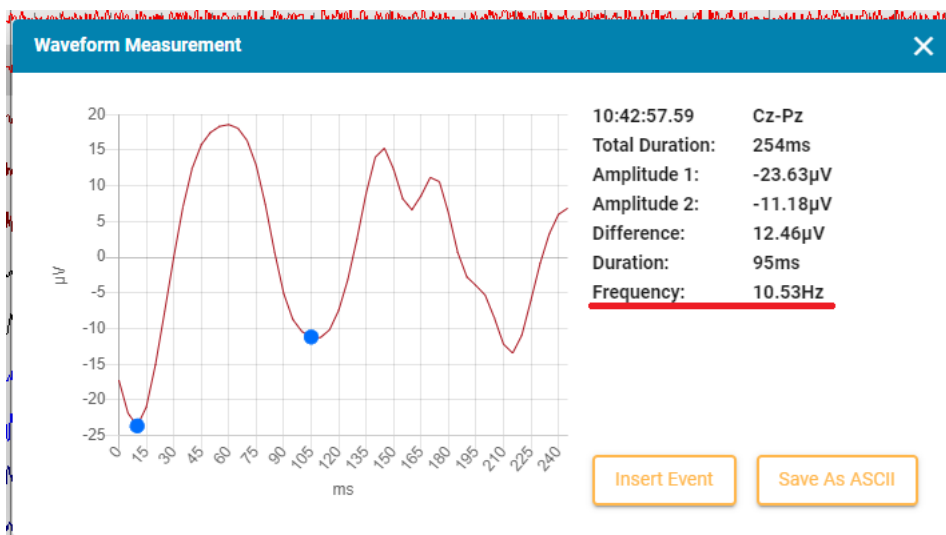 Waveform Measurement
20
15
10
5
0
-5
-10
-15
-20
-25
µV
0 15 30 45 60 75 90 105 120 135 150 165 180 195 210 225 240
ms
10:42:57.59 Cz-Pz
Total Duration: 254ms
Amplitude 1: -23.63µV
Amplitude 2: -11.18µV
Difference: 12.46µV
Duration: 95ms
Frequency: 10.53Hz
Insert Event Save As ASCII